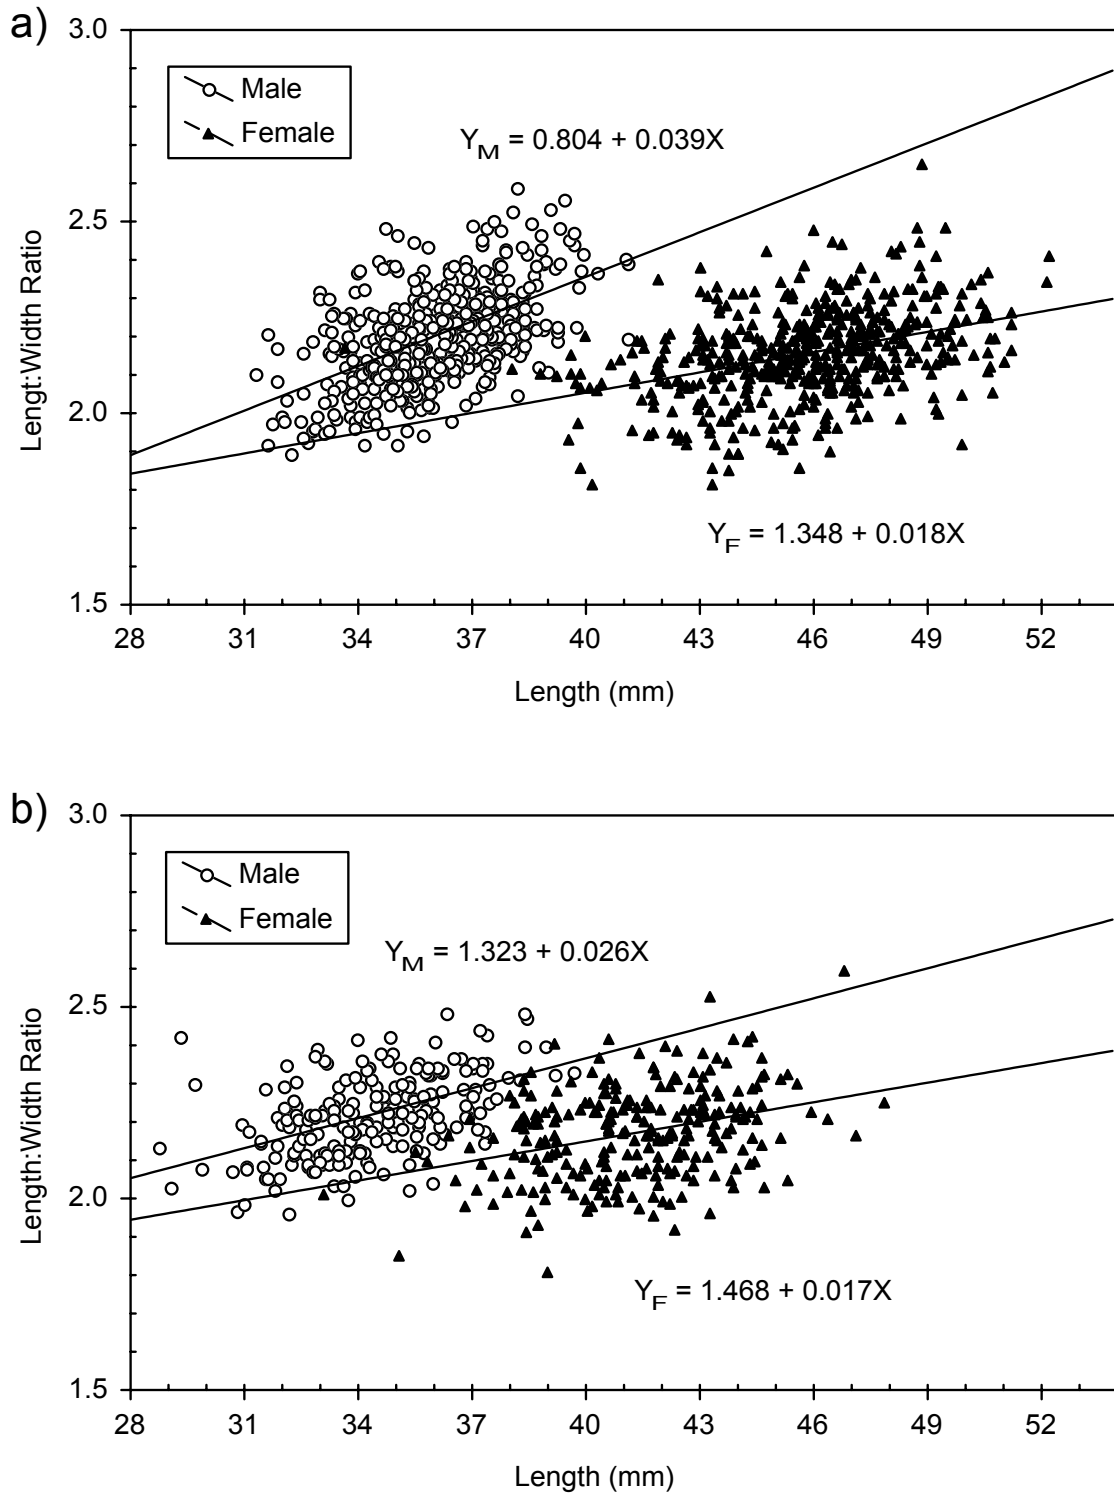 a)
3.0
Male
Female
Y_M = 0.804 + 0.039X
2.5
Lengt:Width Ratio
2.0
Y_F = 1.348 + 0.018X
1.5
28 31 34 37 40 43 46 49 52
Length (mm)
b)
3.0
Male
Female
Y_M = 1.323 + 0.026X
2.5
Length:Width Ratio
2.0
Y_F = 1.468 + 0.017X
1.5
28 31 34 37 40 43 46 49 52
Length (mm)